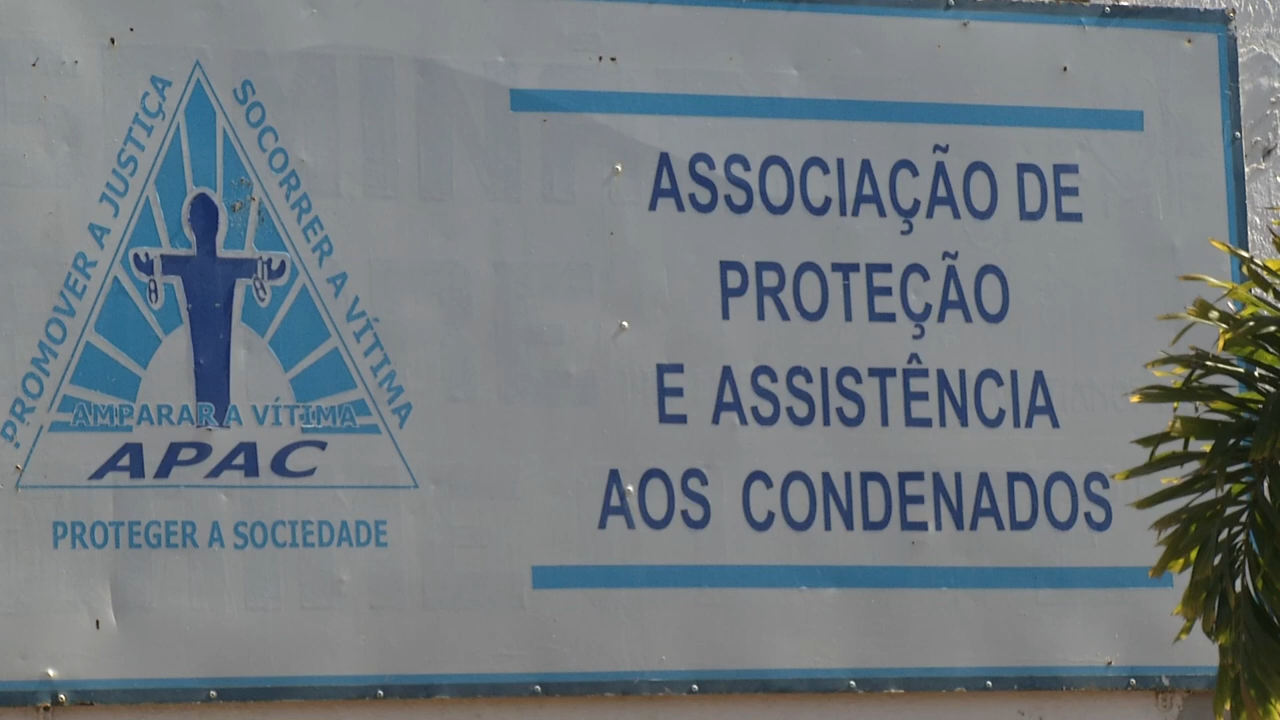 PROMOVER A JUSTIÇA
SOCORRER A VÍTIMA
AMPARAR A VÍTIMA
APAC
PROTEGER A SOCIEDADE
ASSOCIAÇÃO DE
PROTEÇÃO
E ASSISTÊNCIA
AOS CONDENADOS